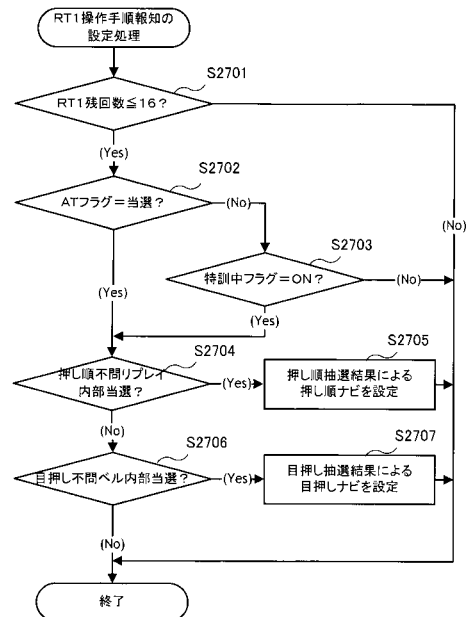 RT1操作手順報知の
設定処理
S2701
RT1残回数≦16?
(Yes)
S2702
ATフラグ＝当選?
(No)
(No)
S2703
特訓中フラグ＝ON?
(No)
(Yes)
(Yes)
S2704
押し順不問リプレイ
内部当選?
(Yes)
S2705
押し順抽選結果による
押し順ナビを設定
(No)
S2706
目押し不問ベル内部当選?
(Yes)
S2707
目押し抽選結果による
目押しナビを設定
(No)
終了